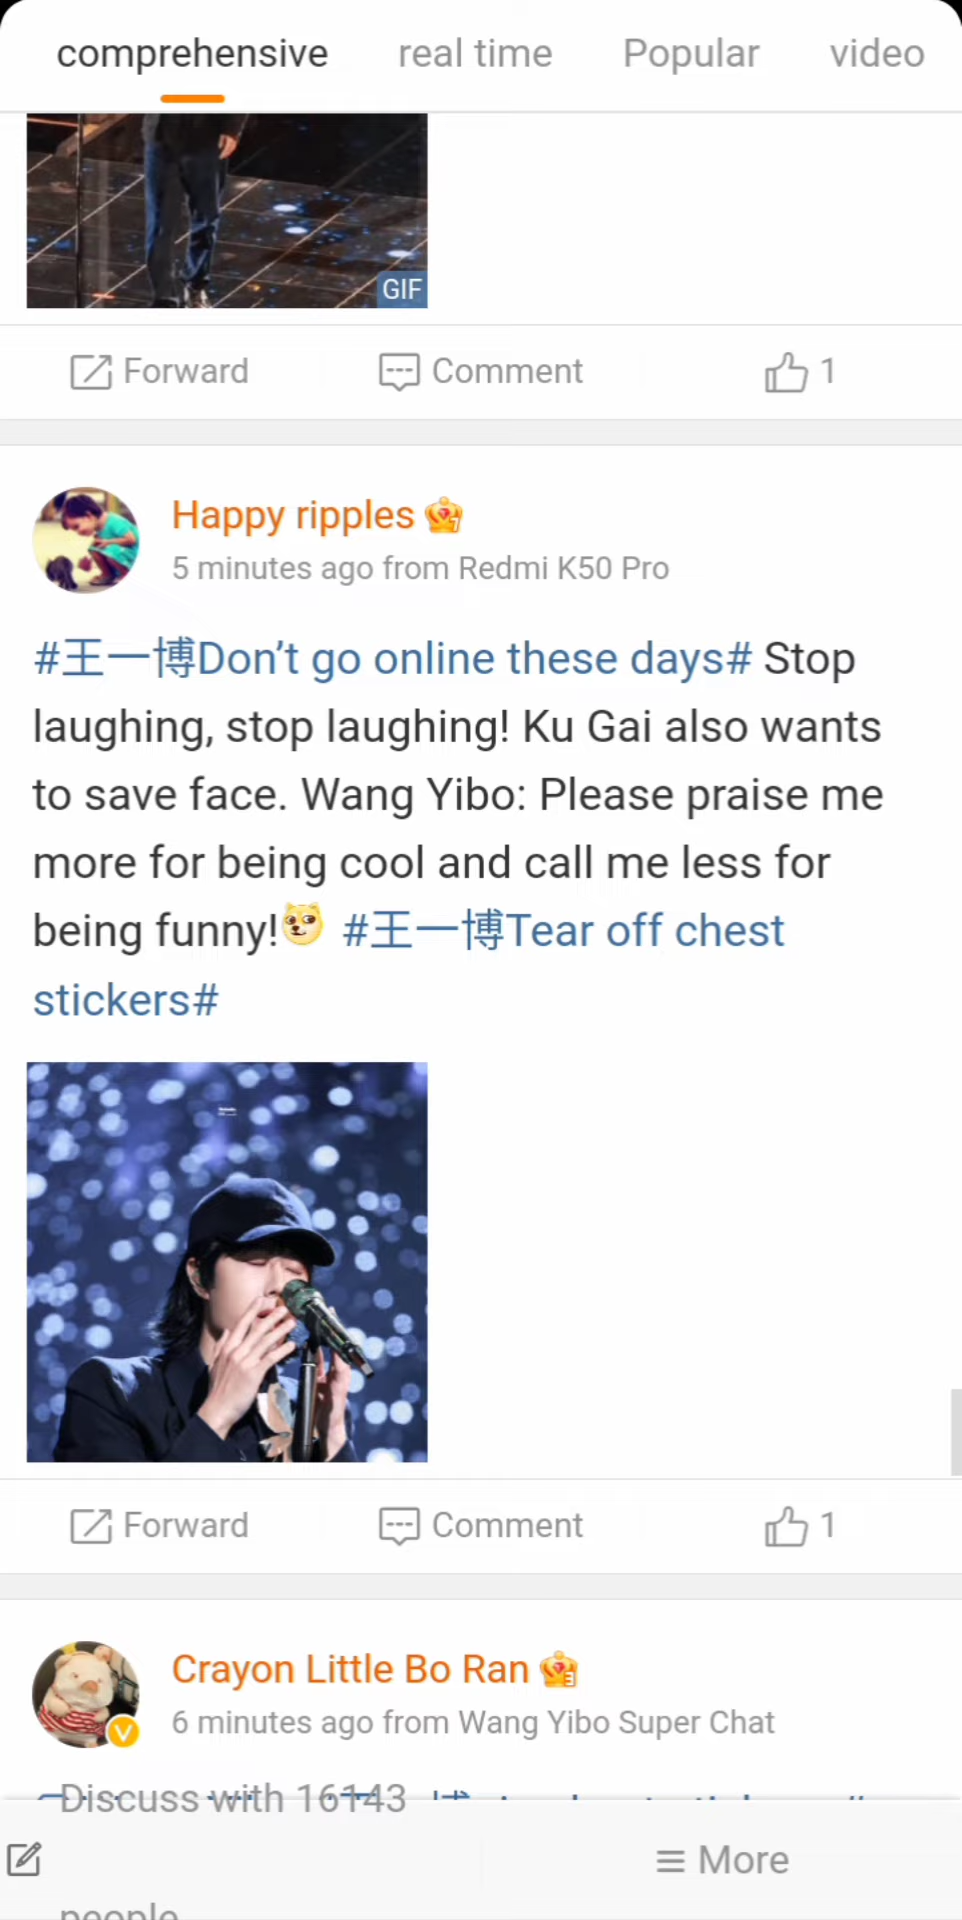 comprehensive real time Popular video
GIF
Forward Comment 1
Happy ripples
5 minutes ago from Redmi K50 Pro
#王一博Don’t go online these days# Stop
laughing, stop laughing! Ku Gai also wants
to save face. Wang Yibo: Please praise me
more for being cool and call me less for
being funny! #王一博Tear off chest
stickers#
Forward Comment 1
Crayon Little Bo Ran
6 minutes ago from Wang Yibo Super Chat
Discuss with 16143
More
people